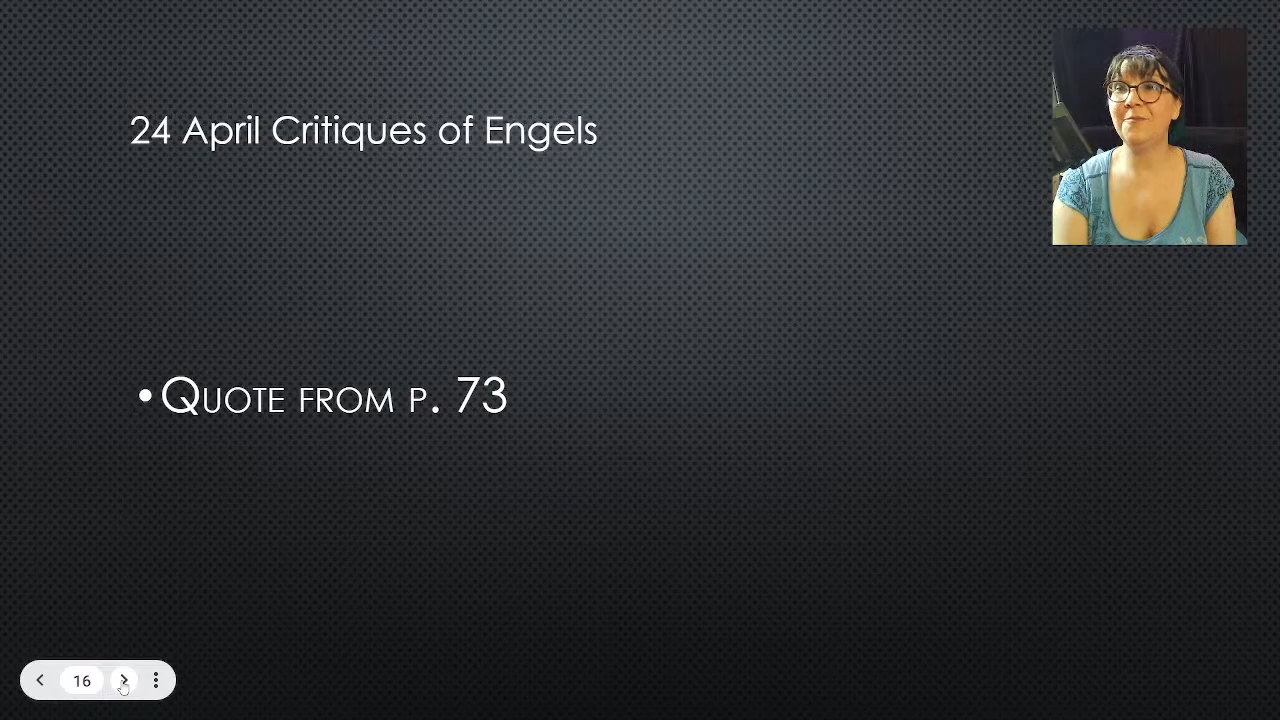 24 April Critiques of Engels
•Quote from p. 73
16